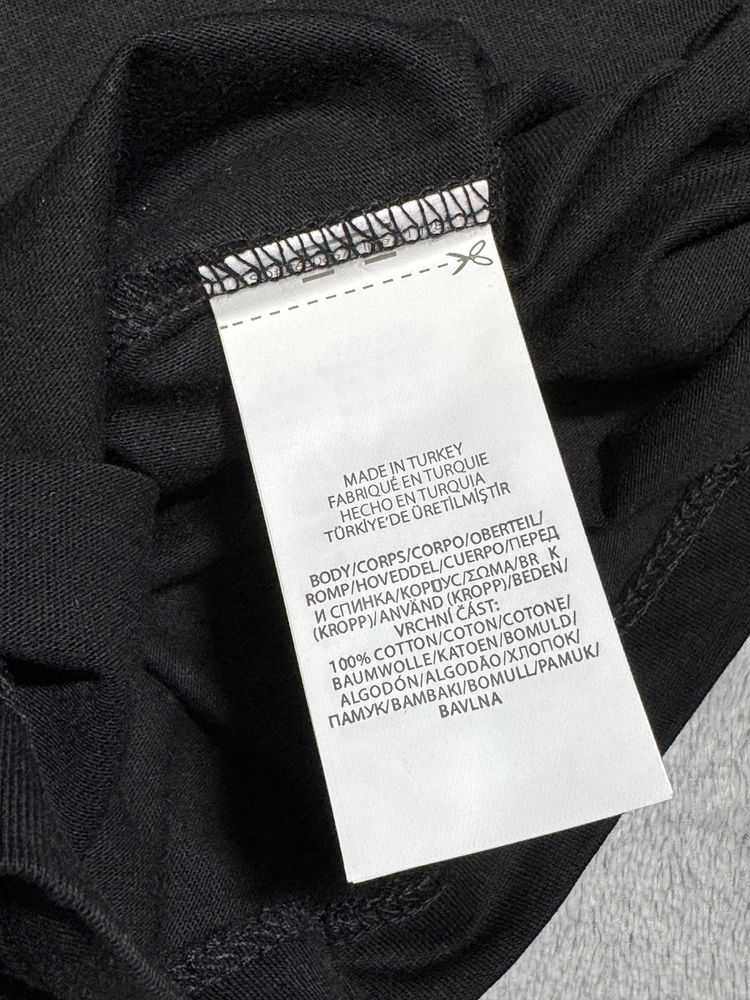 MADE IN TURKEY
FABRIQUÉ EN TURQUIE
HECHO EN TURQUIA
TÜRKİYE'DE ÜRETİLMİŞTİR
BODY/CORPS/CORPO/OBERTEIL/
ROMP/HOVEDDEL/CUERPO/ПЕРЕД
И СПИНКА/КОРПУС/ΣΩΜΑ/BR K
(KROPP)/ANVÄND (KROPP)/BEDEN/
VRCHNÍ ČÁST:
100% COTTON/COTON/COTONE/
BAUMWOLLE/KATOEN/BOMULD/
ALGODÓN/ALGODÃO/ХЛОПОК/
ПАМУК/BAMBAKI/BOMULL/PAMUK/
BAVLNA